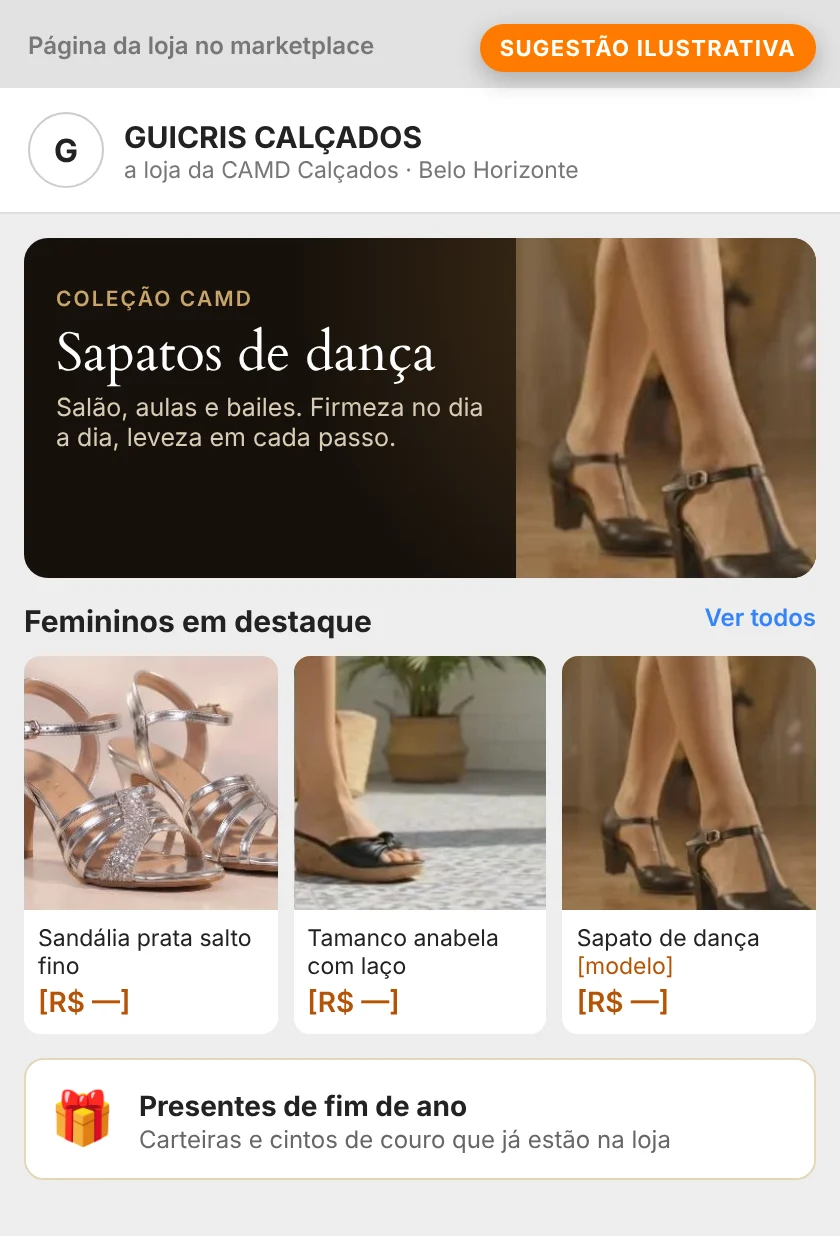 Página da loja no marketplace
SUGESTÃO ILUSTRATIVA
G
GUICRIS CALÇADOS
a loja da CAMD Calçados · Belo Horizonte
COLEÇÃO CAMD
Sapatos de dança
Salão, aulas e bailes. Firmeza no dia
a dia, leveza em cada passo.
Femininos em destaque
Ver todos
Sandália prata salto
fino
[R$ —]
Tamanco anabela
com laço
[R$ —]
Sapato de dança
[modelo]
[R$ —]
Presentes de fim de ano
Carteiras e cintos de couro que já estão na loja